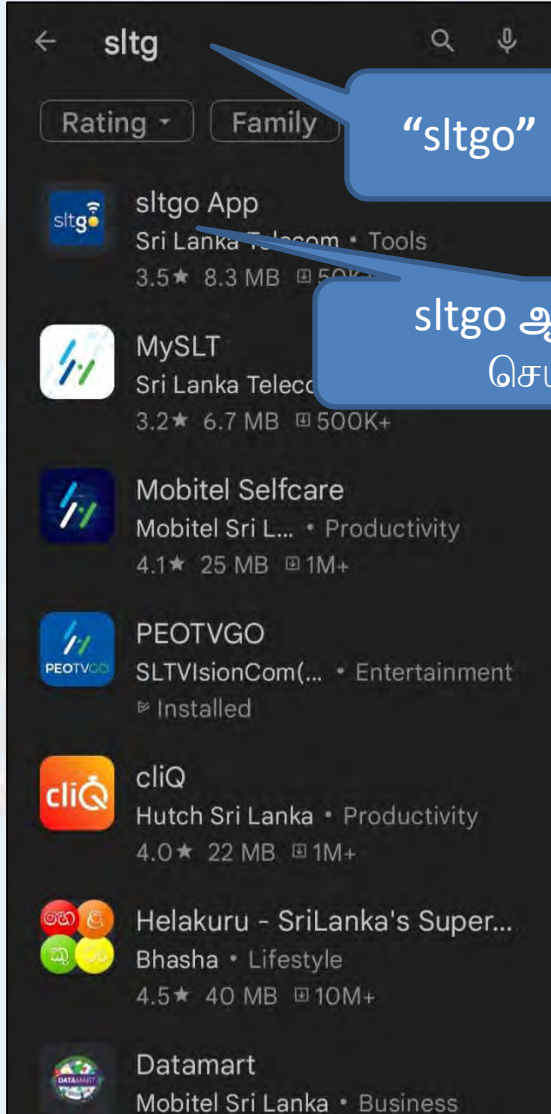 sltg
Rating
Family
“sltgo”
sltgo
sltgo App
Sri Lanka Telecom • Tools
3.5★ 8.3 MB
sltgo
MySLT
Sri Lanka
3.2★ 6.7 MB 500K+
Mobitel Selfcare
Mobitel Sri L... • Productivity
4.1★ 25 MB 1M+
PEOTVGO
PEOTVGO
SLTVIsionCom(... • Entertainment
Installed
cliQ
cliQ
Hutch Sri Lanka • Productivity
4.0★ 22 MB 1M+
හෙ ළ
කු
Helakuru - SriLanka's Super...
Bhasha • Lifestyle
4.5★ 40 MB 10M+
DATAMART
Datamart
Mobitel Sri Lanka • Business